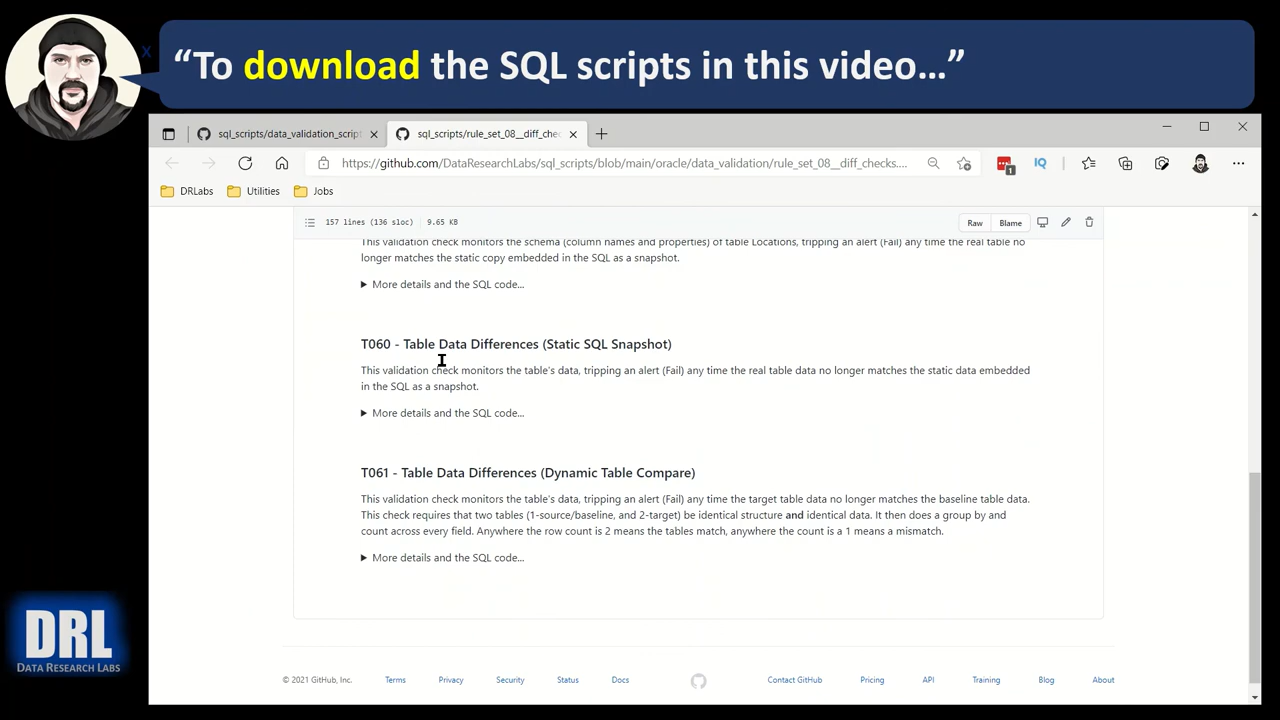 “To download the SQL scripts in this video…”
X
sql_scripts/data_validation_script
sql_scripts/rule_set_08__diff_chec
https://github.com/DataResearchLabs/sql_scripts/blob/main/oracle/data_validation/rule_set_08__diff_checks....
1
IQ
DRLabs
Utilities
Jobs
157 lines (136 sloc) 9.65 KB
Raw
Blame
This validation check monitors the schema (column names and properties) of table Locations, tripping an alert (Fail) any time the real table no
longer matches the static copy embedded in the SQL as a snapshot.
More details and the SQL code...
T060 - Table Data Differences (Static SQL Snapshot)
This validation check monitors the table's data, tripping an alert (Fail) any time the real table data no longer matches the static data embedded
in the SQL as a snapshot.
More details and the SQL code...
T061 - Table Data Differences (Dynamic Table Compare)
This validation check monitors the table's data, tripping an alert (Fail) any time the target table data no longer matches the baseline table data.
This check requires that two tables (1-source/baseline, and 2-target) be identical structure and identical data. It then does a group by and
count across every field. Anywhere the row count is 2 means the tables match, anywhere the count is a 1 means a mismatch.
More details and the SQL code...
DRL
DATA RESEARCH LABS
© 2021 GitHub, Inc.
Terms
Privacy
Security
Status
Docs
Contact GitHub
Pricing
API
Training
Blog
About